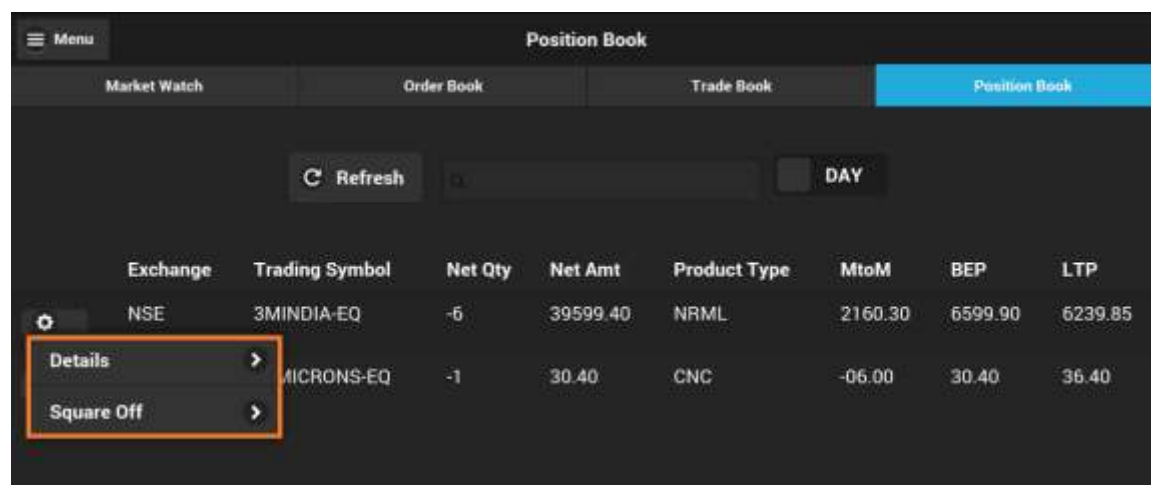 Menu
Position Book
Market Watch Order Book Trade Book Position Book
Refresh DAY
Exchange Trading Symbol Net Qty Net Amt Product Type MtoM BEP LTP
NSE 3MINDIA-EQ -6 39599.40 NRML 2160.30 6599.90 6239.85
Details
MICRONS-EQ -1 30.40 CNC -06.00 30.40 36.40
Square Off